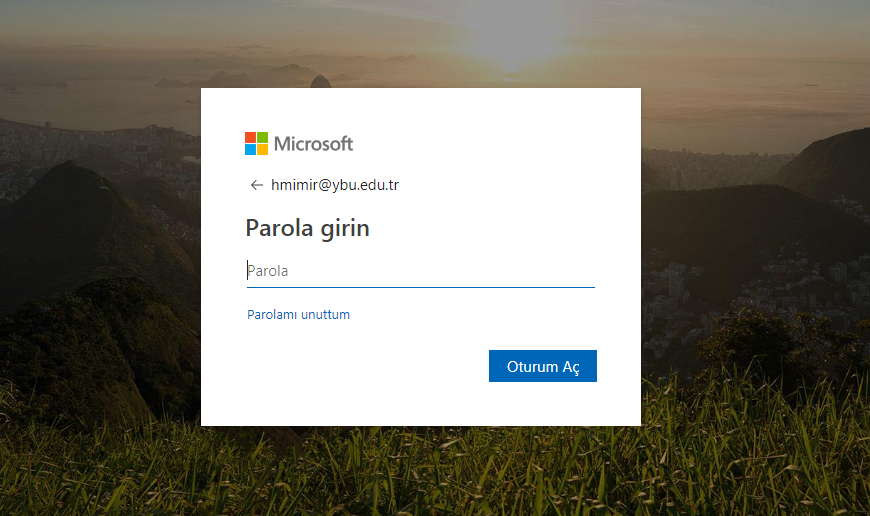 Microsoft
hmimir@ybu.edu.tr
Parola girin
Parola
Parolamı unuttum
Oturum Aç